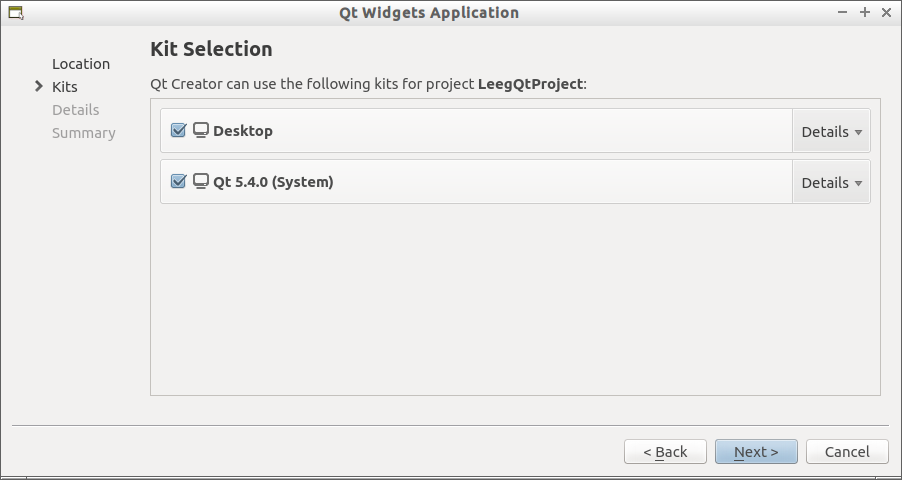 Qt Widgets Application
Location
Kits
Details
Summary
Kit Selection
Qt Creator can use the following kits for project LeegQtProject:
Desktop
Details
Qt 5.4.0 (System)
Details
< Back
Next >
Cancel